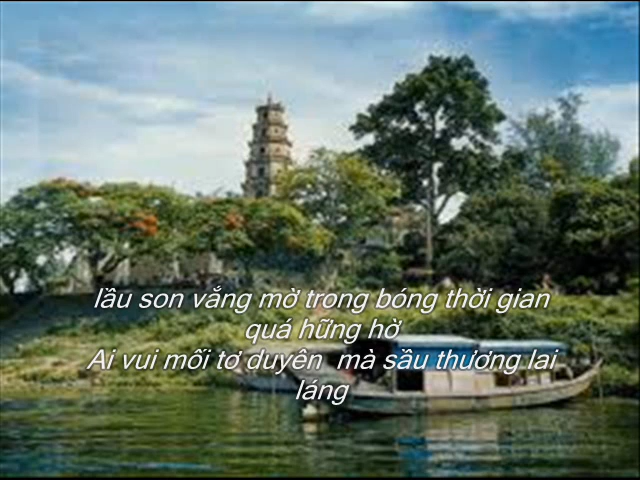 lầu son vắng mờ trong bóng thời gian
quá hững hờ
Ai vui mối tơ duyên  mà sầu thương lai
láng